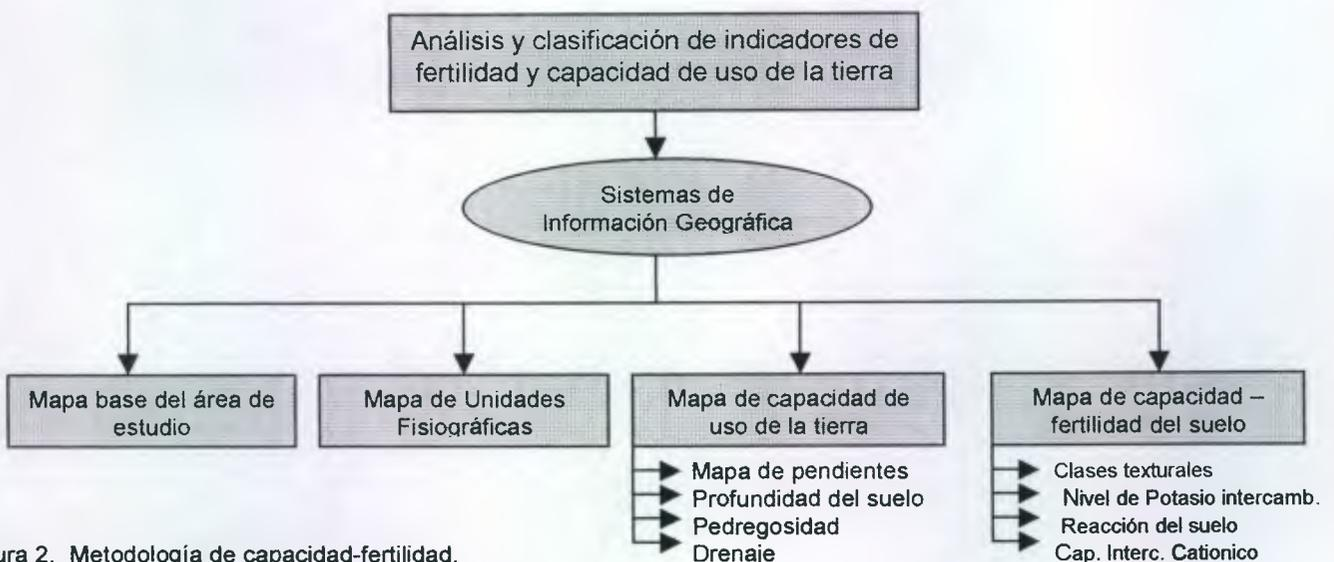 Análisis y clasificación de indicadores de
fertilidad y capacidad de uso de la tierra
Sistemas de
Información Geográfica
Mapa base del área de
estudio
Mapa de Unidades
Fisiográficas
Mapa de capacidad de
uso de la tierra
Mapa de pendientes
Profundidad del suelo
Pedregosidad
Drenaje
Mapa de capacidad –
fertilidad del suelo
Clases texturales
Nivel de Potasio intercamb.
Reacción del suelo
Cap. Interc. Cationico
ura 2. Metodología de capacidad-fertilidad.